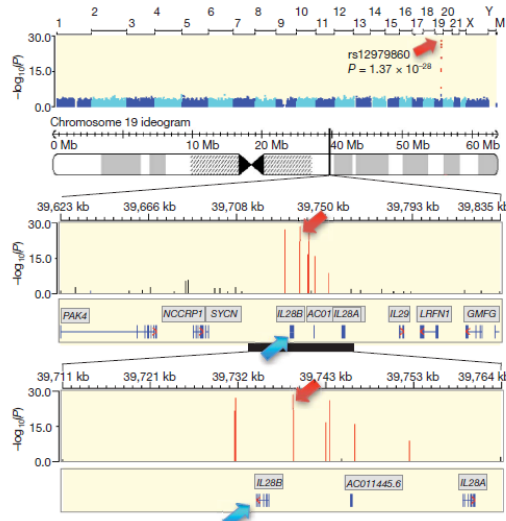 1 2 3 4 5 6 7 8 9 10 11 12 13 14 15 16 17 18 19 20 21 X Y M
30.0
15.0
0.0
–log10(P)
rs12979860
P = 1.37 × 10⁻²⁸
Chromosome 19 ideogram
0 Mb 10 Mb 20 Mb 30 Mb 40 Mb 50 Mb 60 Mb
39,623 kb 39,666 kb 39,708 kb 39,750 kb 39,793 kb 39,835 kb
30.0
15.0
0.0
–log10(P)
PAK4 NCCRP1 SYCN IL28B AC01 IL28A IL29 LRFN1 GMFG
39,711 kb 39,721 kb 39,732 kb 39,743 kb 39,753 kb 39,764 kb
30.0
15.0
0.0
–log10(P)
IL28B AC011445.6 IL28A